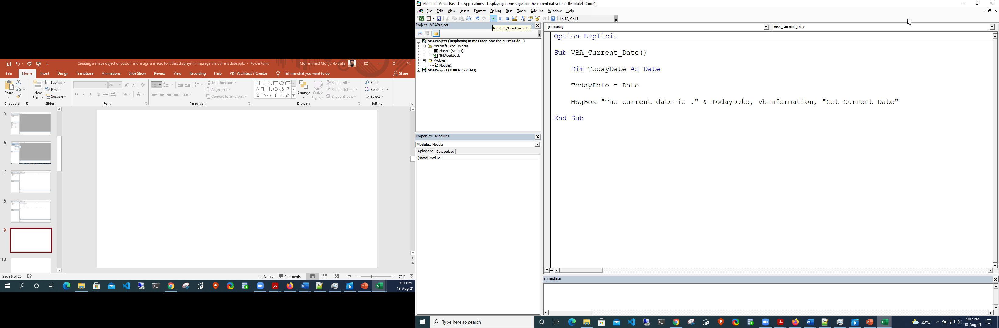 Creating a shape object or button and assign a macro to it that displays in message the current date.pptx - PowerPoint
Mohammad Monjur-E-Elahi
File Home Insert Design Transitions Animations Slide Show Review View Recording Help PDF Architect 7 Creator Tell me what you want to do Share
Paste
Clipboard
New Slide
Layout
Reset
Section
Slides
28
B I U S abc AV Aa A
Font
Text Direction
Align Text
Convert to SmartArt
Paragraph
Arrange
Quick Styles
Shape Fill
Shape Outline
Shape Effects
Drawing
Find
Replace
Select
Editing
5
6
7
8
9
10
Slide 9 of 25
Notes Comments 72%
9:07 PM
18-Aug-21
Microsoft Visual Basic for Applications - Displaying in message box the current date.xlsm - [Module1 (Code)]
File Edit View Insert Format Debug Run Tools Add-Ins Window Help
Ln 12, Col 1
Project - VBAProject
Run Sub/UserForm (F5)
VBAProject (Displaying in message box the current da...)
Microsoft Excel Objects
Sheet1 (Sheet1)
ThisWorkbook
Modules
Module1
VBAProject (FUNCRES.XLAM)
Properties - Module1
Module1 Module
Alphabetic Categorized
(Name) Module1
(General) VBA_Current_Date
Option Explicit
Sub VBA_Current_Date()
Dim TodayDate As Date
TodayDate = Date
MsgBox "The current date is :" & TodayDate, vbInformation, "Get Current Date"
End Sub
Immediate
Type here to search
23°C
9:07 PM
18-Aug-21